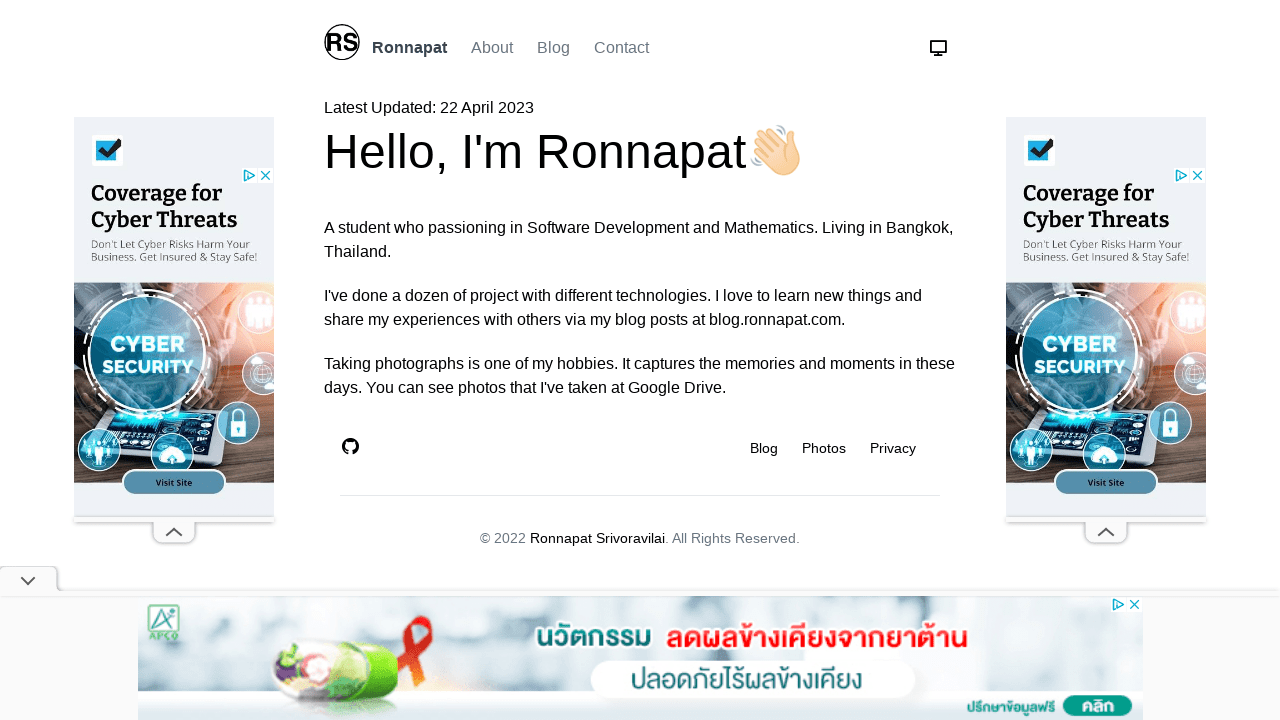 RS
Ronnapat About Blog Contact
Latest Updated: 22 April 2023
Hello, I'm Ronnapat👋🏻
A student who passioning in Software Development and Mathematics. Living in Bangkok,
Thailand.
I've done a dozen of project with different technologies. I love to learn new things and
share my experiences with others via my blog posts at blog.ronnapat.com.
Taking photographs is one of my hobbies. It captures the memories and moments in these
days. You can see photos that I've taken at Google Drive.
Blog Photos Privacy
© 2022 Ronnapat Srivoravilai. All Rights Reserved.
Coverage for
Cyber Threats
Don't Let Cyber Risks Harm Your
Business. Get Insured & Stay Safe!
CYBER
SECURITY
Visit Site
Coverage for
Cyber Threats
Don't Let Cyber Risks Harm Your
Business. Get Insured & Stay Safe!
CYBER
SECURITY
Visit Site
APCO
นวัตกรรม ลดผลข้างเคียงจากยาต้าน
ปลอดภัยไร้ผลข้างเคียง
ปรึกษาข้อมูลฟรี คลิก